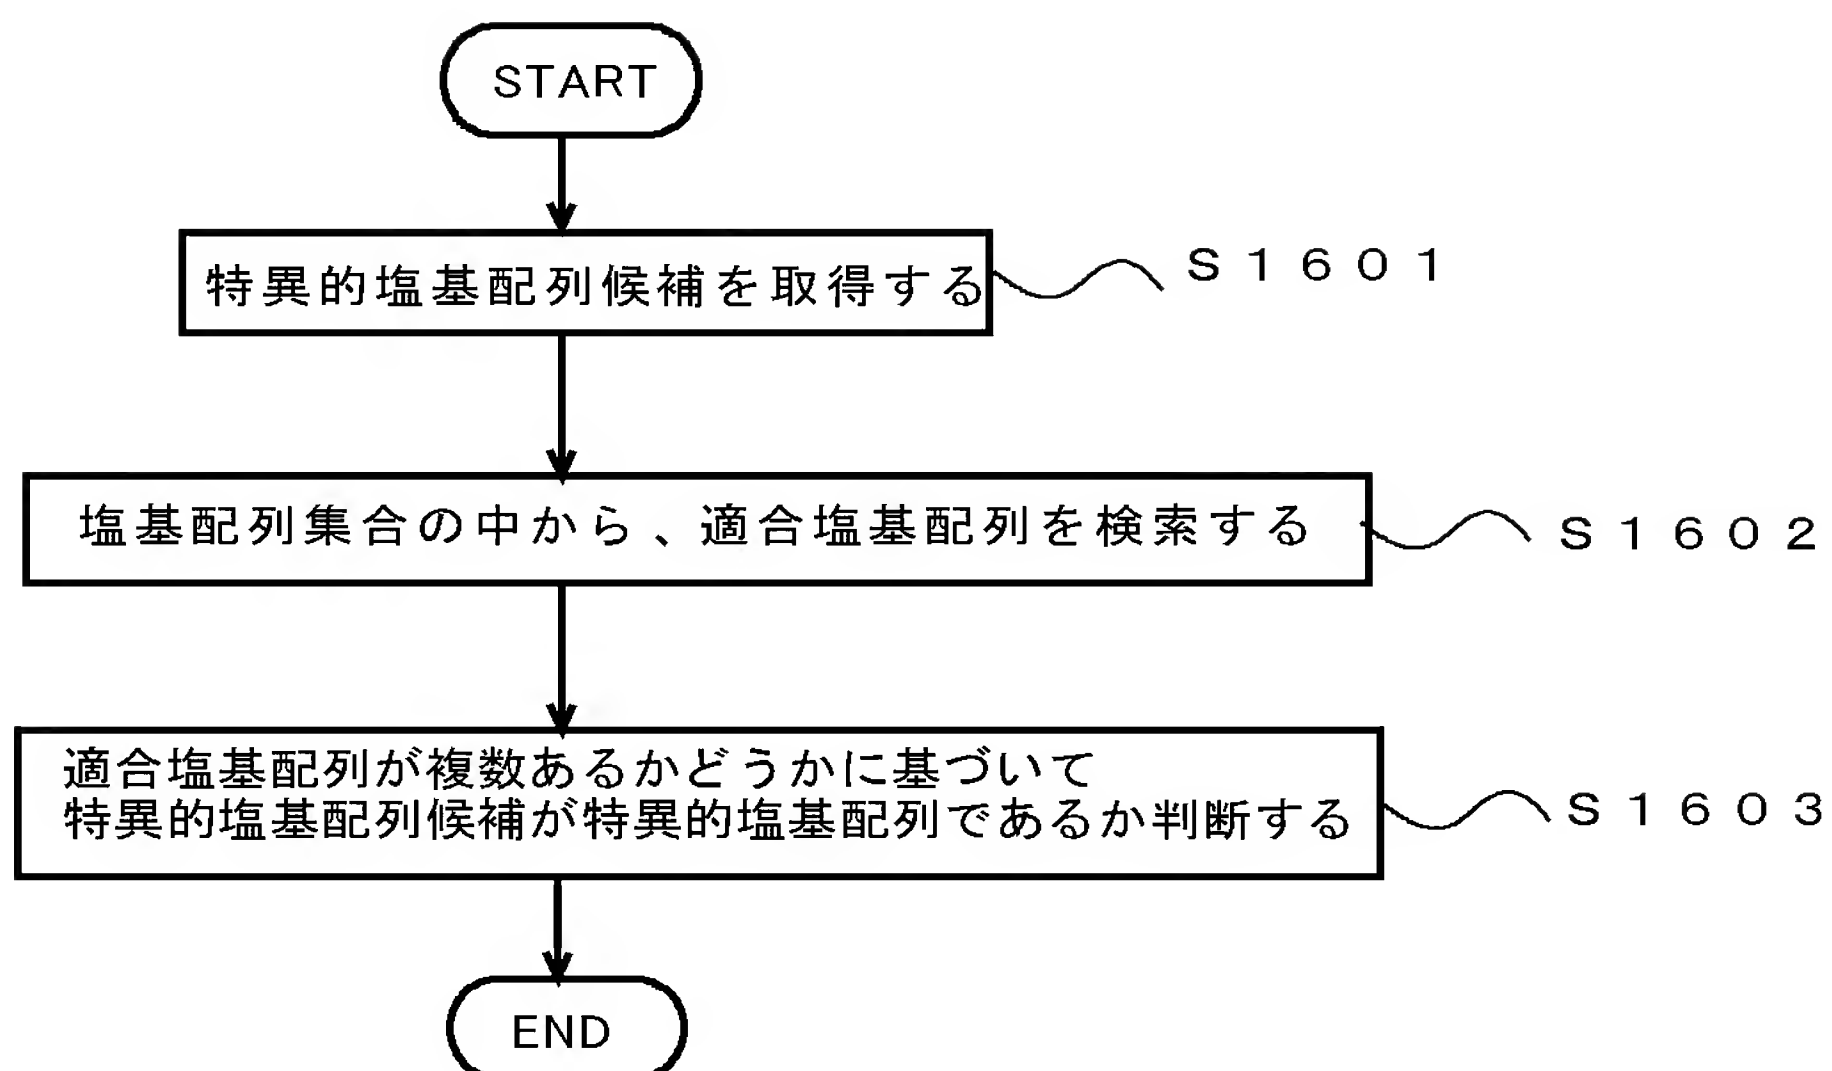 START
特異的塩基配列候補を取得する
S1601
塩基配列集合の中から、適合塩基配列を検索する
S1602
適合塩基配列が複数あるかどうかに基づいて
特異的塩基配列候補が特異的塩基配列であるか判断する
S1603
END